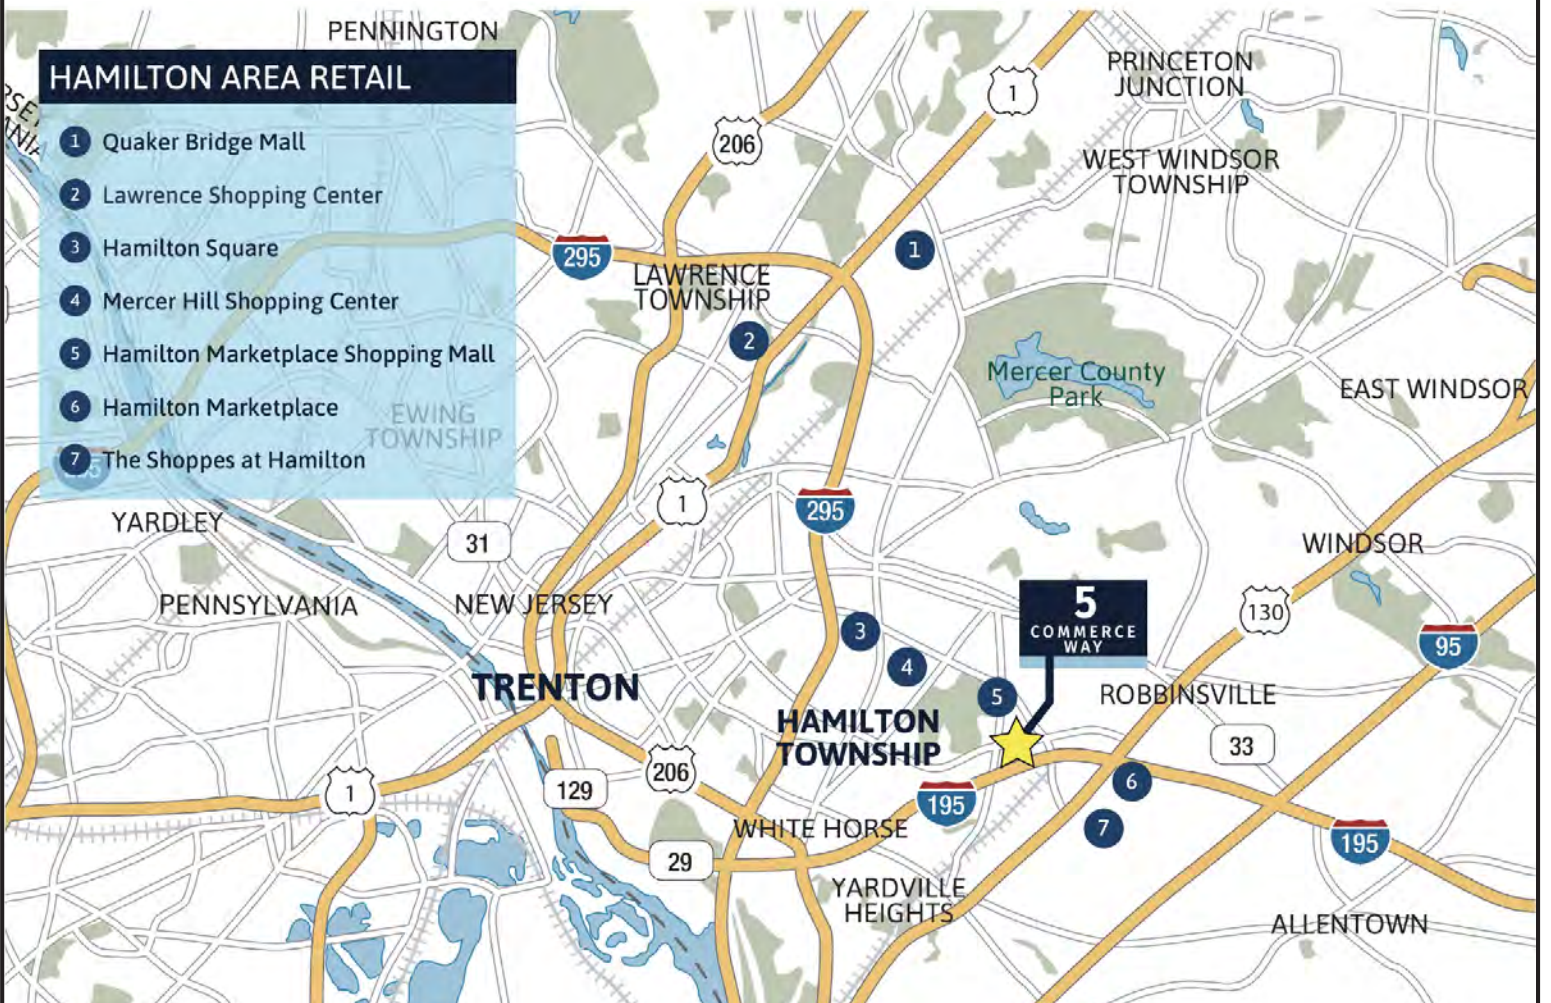 PENNINGTON
HAMILTON AREA RETAIL
1 Quaker Bridge Mall
2 Lawrence Shopping Center
3 Hamilton Square
4 Mercer Hill Shopping Center
5 Hamilton Marketplace Shopping Mall
6 Hamilton Marketplace
7 The Shoppes at Hamilton
EWING
TOWNSHIP
1
PRINCETON
JUNCTION
206
WEST WINDSOR
TOWNSHIP
1
295
LAWRENCE
TOWNSHIP
2
Mercer County
Park
EAST WINDSOR
YARDLEY
1
295
31
WINDSOR
PENNSYLVANIA
NEW JERSEY
5
COMMERCE
WAY
130
3
95
4
TRENTON
5
ROBBINSVILLE
HAMILTON
TOWNSHIP
33
206
1
129
195
6
WHITE HORSE
7
195
29
YARDVILLE
HEIGHTS
ALLENTOWN